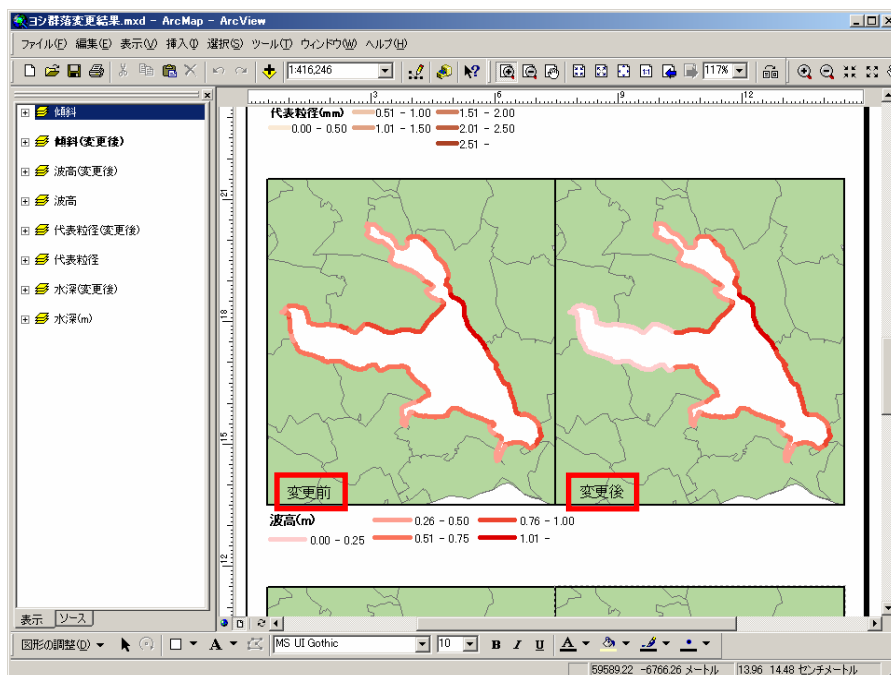 ヨシ群落変更結果.mxd - ArcMap - ArcView
ファイル(F) 編集(E) 表示(V) 挿入(I) 選択(S) ツール(T) ウィンドウ(W) ヘルプ(H)
1:416,246 117%
傾斜
傾斜(変更後)
波高(変更後)
波高
代表粒径(変更後)
代表粒径
水深(変更後)
水深(m)
表示 ソース
3 6 9 12
21
18
15
12
代表粒径(mm) 0.51 - 1.00 1.51 - 2.00
0.00 - 0.50 1.01 - 1.50 2.01 - 2.50
2.51 -
変更前 変更後
波高(m) 0.26 - 0.50 0.76 - 1.00
0.00 - 0.25 0.51 - 0.75 1.01 -
図形の調整(D) A MS UI Gothic 10 B I U A
59589.22 -6766.26 メートル 13.96 14.48 センチメートル